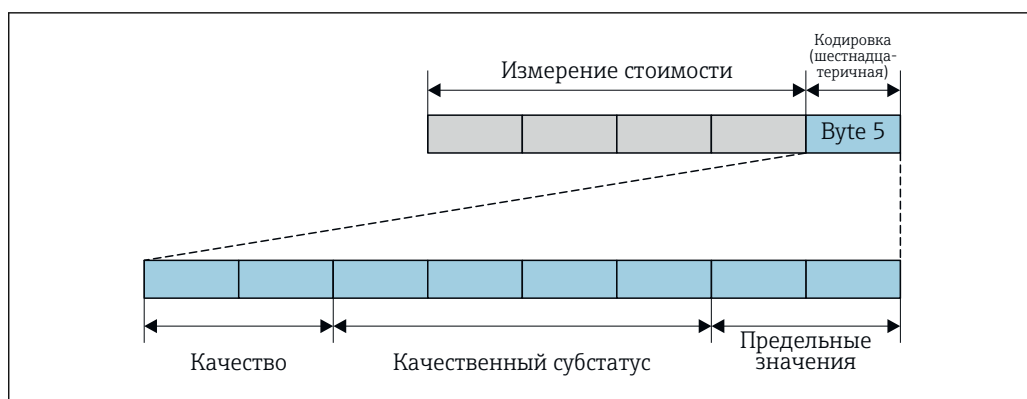 Кодировка
(шестнадца-
теричная)
Измерение стоимости
Byte 5
Качество
Качественный субстатус
Предельные
значения